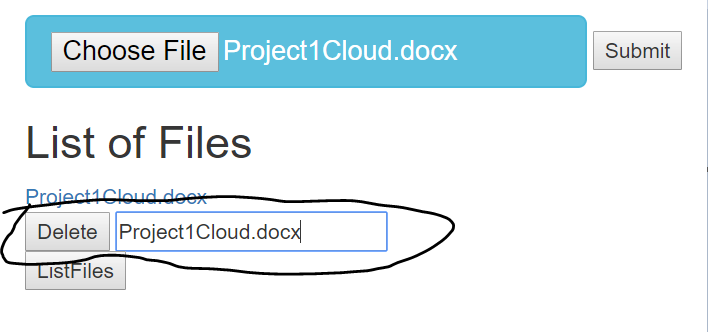 Choose File Project1Cloud.docx Submit
List of Files
Project1Cloud.docx
Delete Project1Cloud.docx
ListFiles